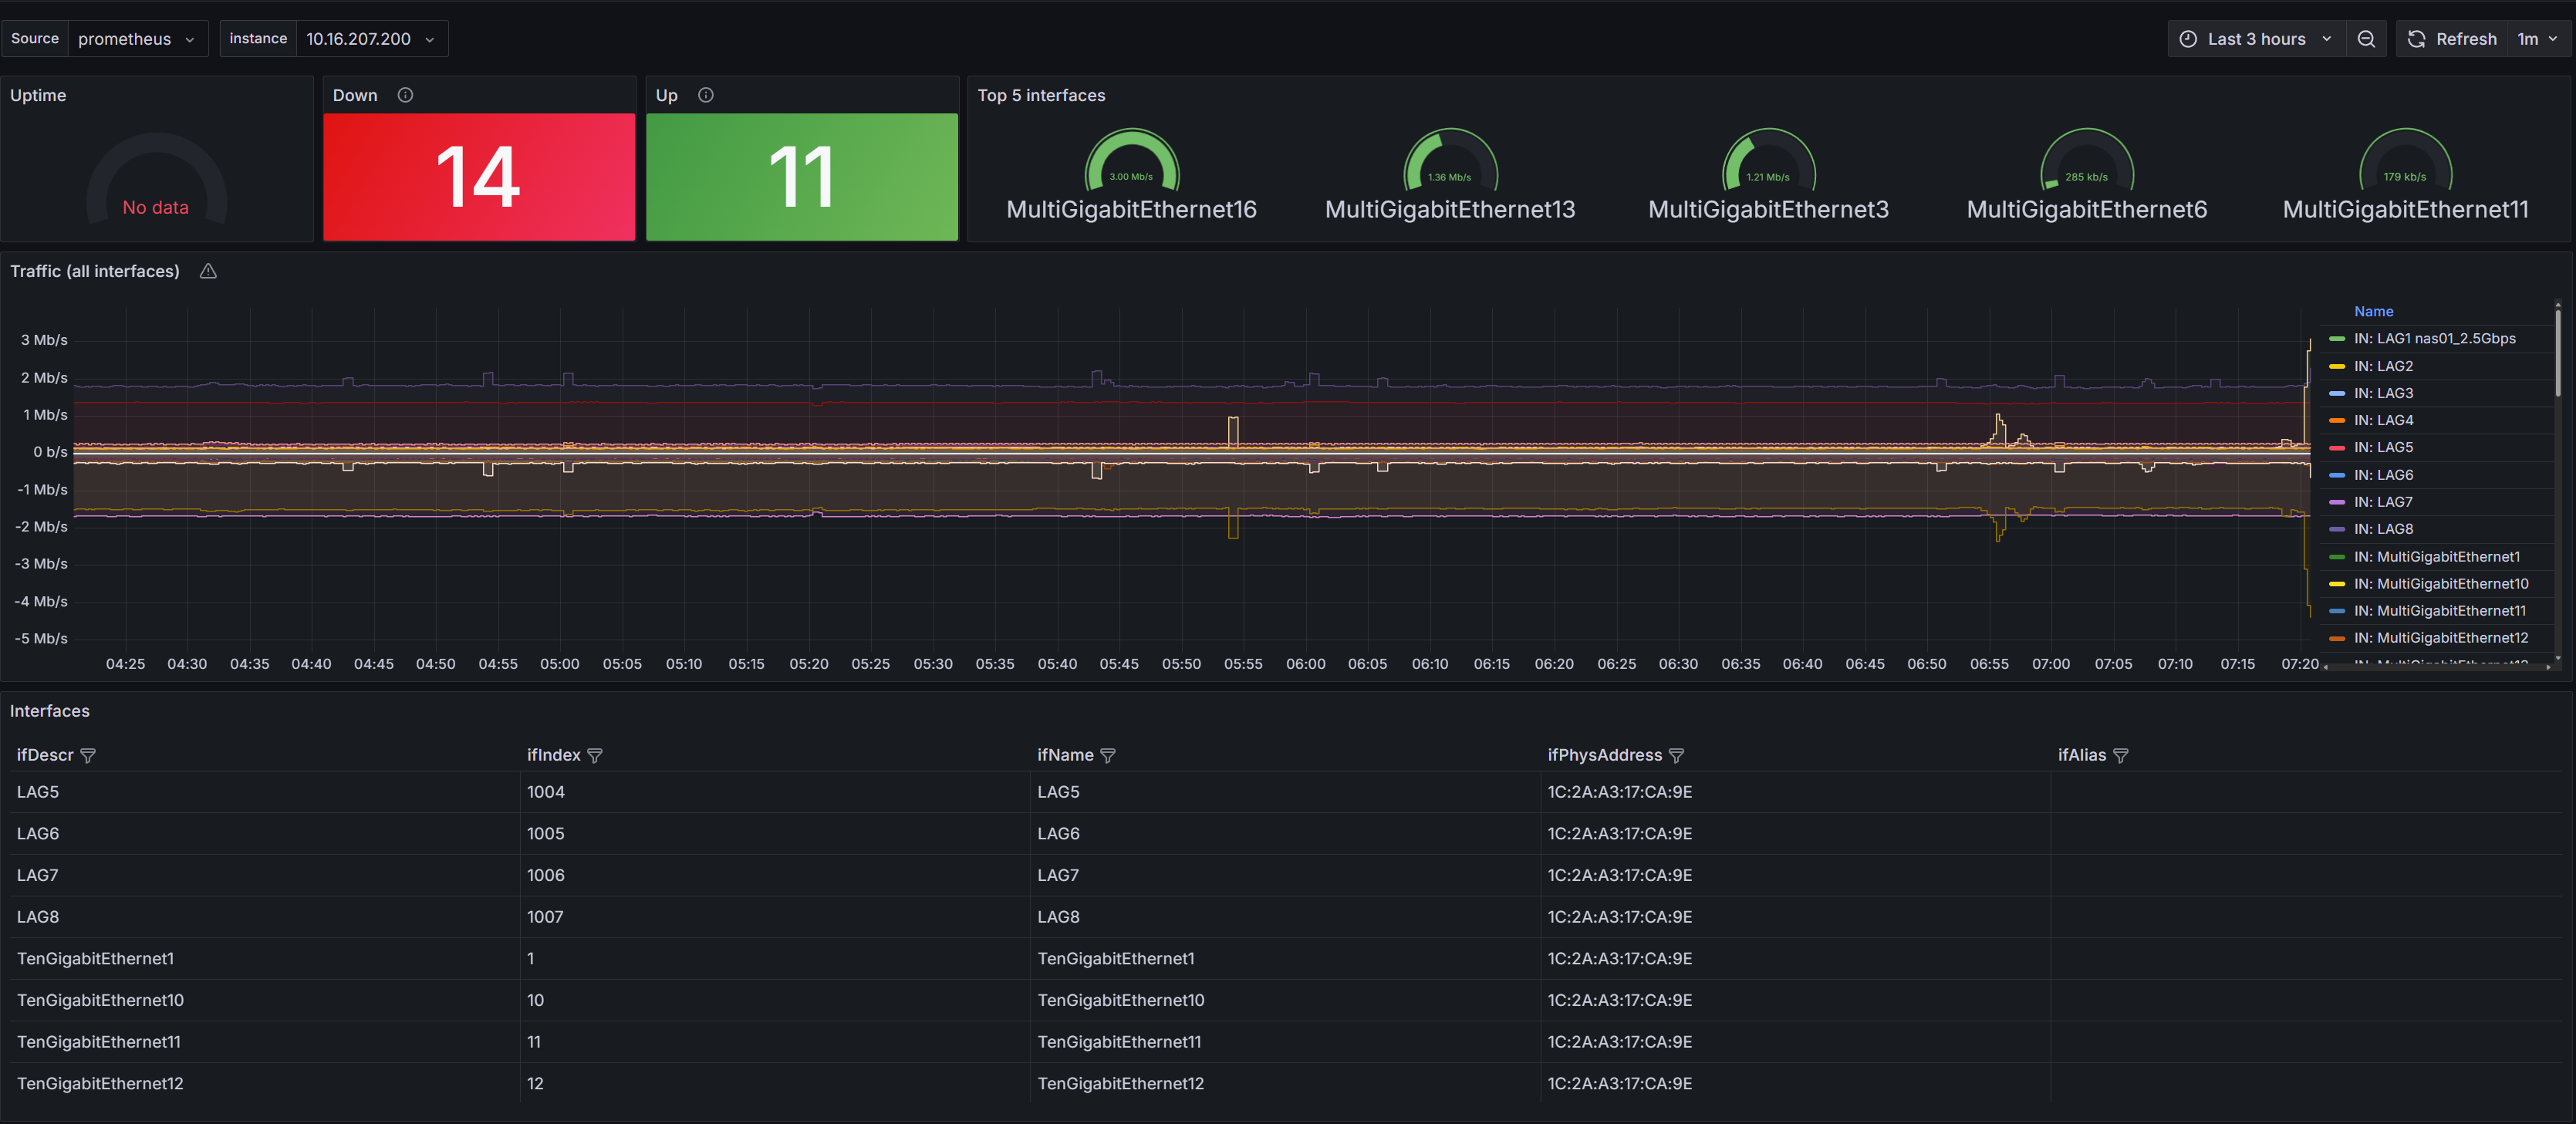 Source prometheus instance 10.16.207.200 Last 3 hours Refresh 1m
Uptime Down Up Top 5 interfaces
No data
14
11
3.00 Mb/s 1.36 Mb/s 1.21 Mb/s 285 kb/s 179 kb/s
MultiGigabitEthernet16 MultiGigabitEthernet13 MultiGigabitEthernet3 MultiGigabitEthernet6 MultiGigabitEthernet11
Traffic (all interfaces)
3 Mb/s
2 Mb/s
1 Mb/s
0 b/s
-1 Mb/s
-2 Mb/s
-3 Mb/s
-4 Mb/s
-5 Mb/s
04:25 04:30 04:35 04:40 04:45 04:50 04:55 05:00 05:05 05:10 05:15 05:20 05:25 05:30 05:35 05:40 05:45 05:50 05:55 06:00 06:05 06:10 06:15 06:20 06:25 06:30 06:35 06:40 06:45 06:50 06:55 07:00 07:05 07:10 07:15 07:20
Name
IN: LAG1 nas01_2.5Gbps
IN: LAG2
IN: LAG3
IN: LAG4
IN: LAG5
IN: LAG6
IN: LAG7
IN: LAG8
IN: MultiGigabitEthernet1
IN: MultiGigabitEthernet10
IN: MultiGigabitEthernet11
IN: MultiGigabitEthernet12
Interfaces
ifDescr ifIndex ifName ifPhysAddress ifAlias
LAG5 1004 LAG5 1C:2A:A3:17:CA:9E
LAG6 1005 LAG6 1C:2A:A3:17:CA:9E
LAG7 1006 LAG7 1C:2A:A3:17:CA:9E
LAG8 1007 LAG8 1C:2A:A3:17:CA:9E
TenGigabitEthernet1 1 TenGigabitEthernet1 1C:2A:A3:17:CA:9E
TenGigabitEthernet10 10 TenGigabitEthernet10 1C:2A:A3:17:CA:9E
TenGigabitEthernet11 11 TenGigabitEthernet11 1C:2A:A3:17:CA:9E
TenGigabitEthernet12 12 TenGigabitEthernet12 1C:2A:A3:17:CA:9E